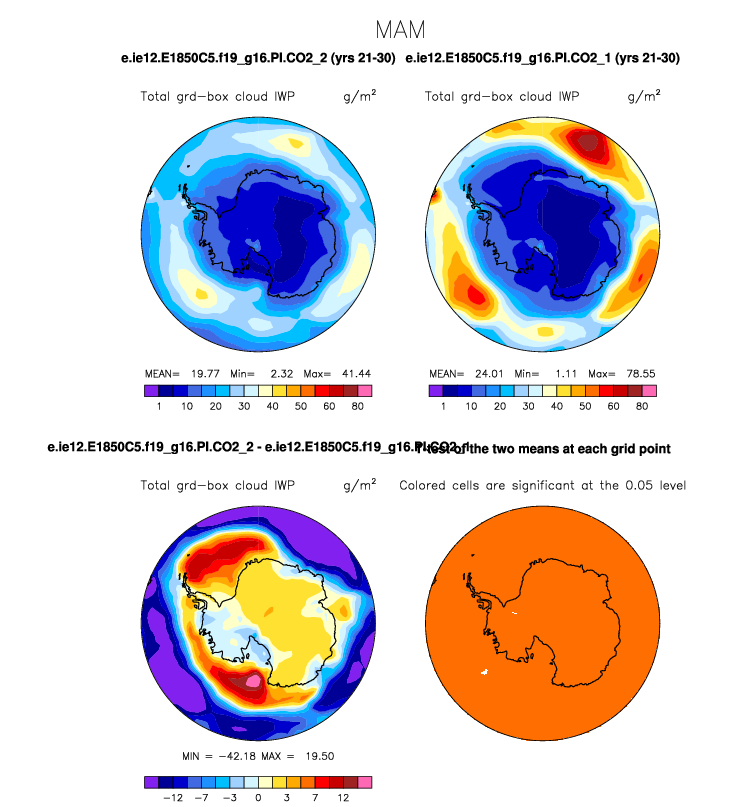 MAM
e.ie12.E1850C5.f19_g16.PI.CO2_2 (yrs 21-30) e.ie12.E1850C5.f19_g16.PI.CO2_1 (yrs 21-30)
Total grd-box cloud IWP g/m² Total grd-box cloud IWP g/m²
MEAN= 19.77 Min= 2.32 Max= 41.44 MEAN= 24.01 Min= 1.11 Max= 78.55
1 10 20 30 40 50 60 80 1 10 20 30 40 50 60 80
e.ie12.E1850C5.f19_g16.PI.CO2_2 - e.ie12.E1850C5.f19_g16.PI.CO2_1 T-test of the two means at each grid point
Total grd-box cloud IWP g/m² Colored cells are significant at the 0.05 level
MIN = -42.18 MAX = 19.50
-12 -7 -3 0 3 7 12